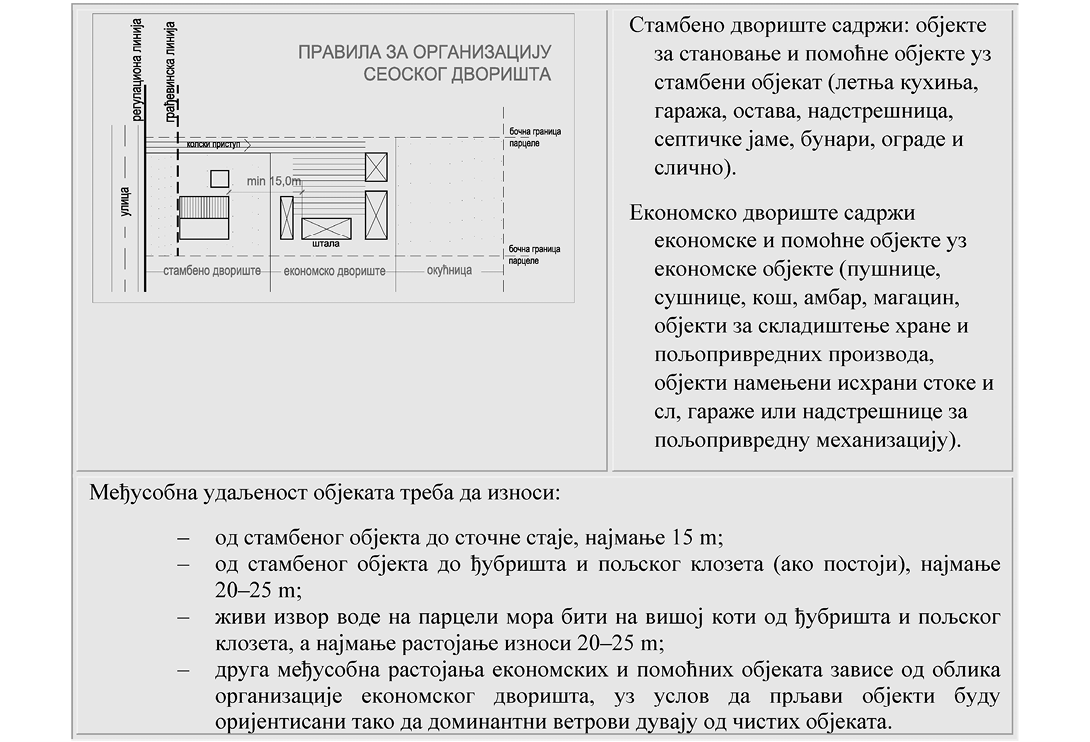 ПРАВИЛА ЗА ОРГАНИЗАЦИЈУ
СЕОСКОГ ДВОРИШТА
регулациона линија
грађевинска линија
улица
колски приступ
min 15,0m
штала
бочна граница
парцеле
бочна граница
парцеле
стамбено двориште
економско двориште
окућница
Стамбено двориште садржи: објекте
за становање и помоћне објекте уз
стамбени објекат (летња кухиња,
гаража, остава, надстрешница,
септичке јаме, бунари, ограде и
слично).
Економско двориште садржи
економске и помоћне објекте уз
економске објекте (пушнице,
сушнице, кош, амбар, магацин,
објекти за складиштење хране и
пољопривредних производа,
објекти намењени исхрани стоке и
сл, гараже или надстрешнице за
пољопривредну механизацију).
Међусобна удаљеност објеката треба да износи:
– од стамбеног објекта до сточне стаје, најмање 15 m;
– од стамбеног објекта до ђубришта и пољског клозета (ако постоји), најмање
20–25 m;
– живи извор воде на парцели мора бити на вишој коти од ђубришта и пољског
клозета, а најмање растојање износи 20–25 m;
– друга међусобна растојања економских и помоћних објеката зависе од облика
организације економског дворишта, уз услов да прљави објекти буду
оријентисани тако да доминантни ветрови дувају од чистих објеката.